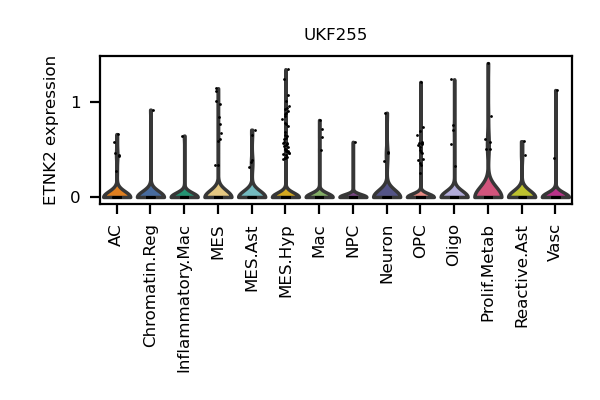 UKF255
ETNK2 expression
1
0
AC
Chromatin.Reg
Inflammatory.Mac
MES
MES.Ast
MES.Hyp
Mac
NPC
Neuron
OPC
Oligo
Prolif.Metab
Reactive.Ast
Vasc